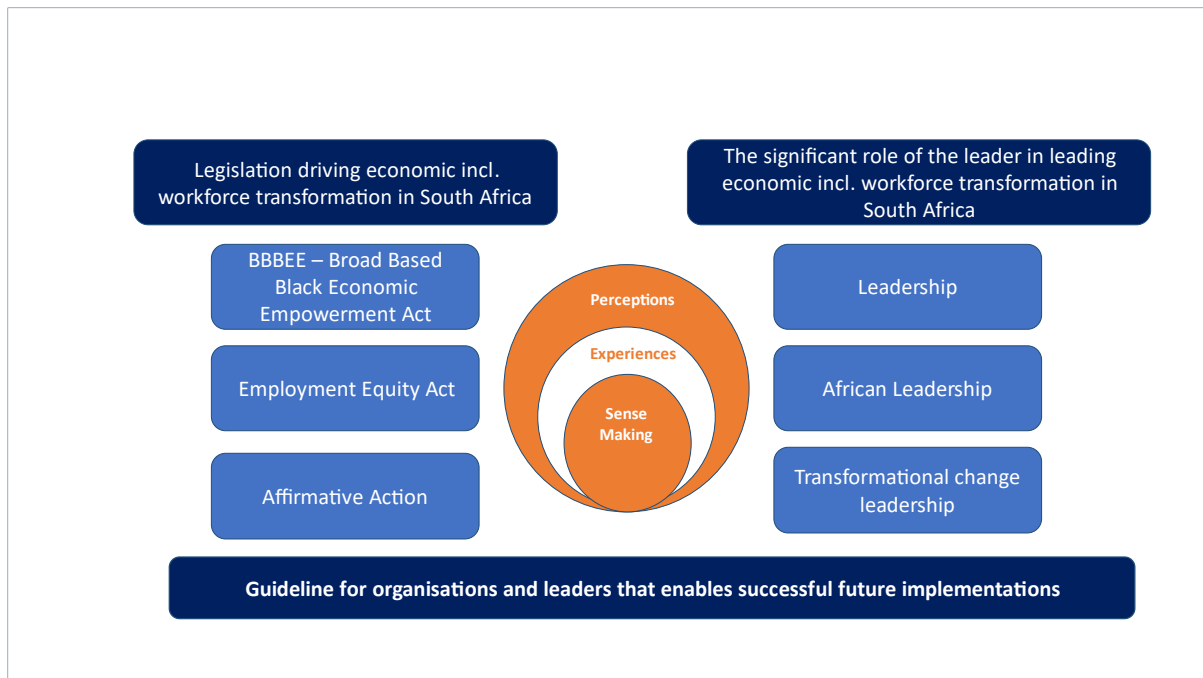 Legislation driving economic incl.
workforce transformation in South Africa
BBBEE – Broad Based
Black Economic
Empowerment Act
Employment Equity Act
Affirmative Action
Perceptions
Experiences
Sense
Making
The significant role of the leader in leading
economic incl. workforce transformation in
South Africa
Leadership
African Leadership
Transformational change
leadership
Guideline for organisations and leaders that enables successful future implementations